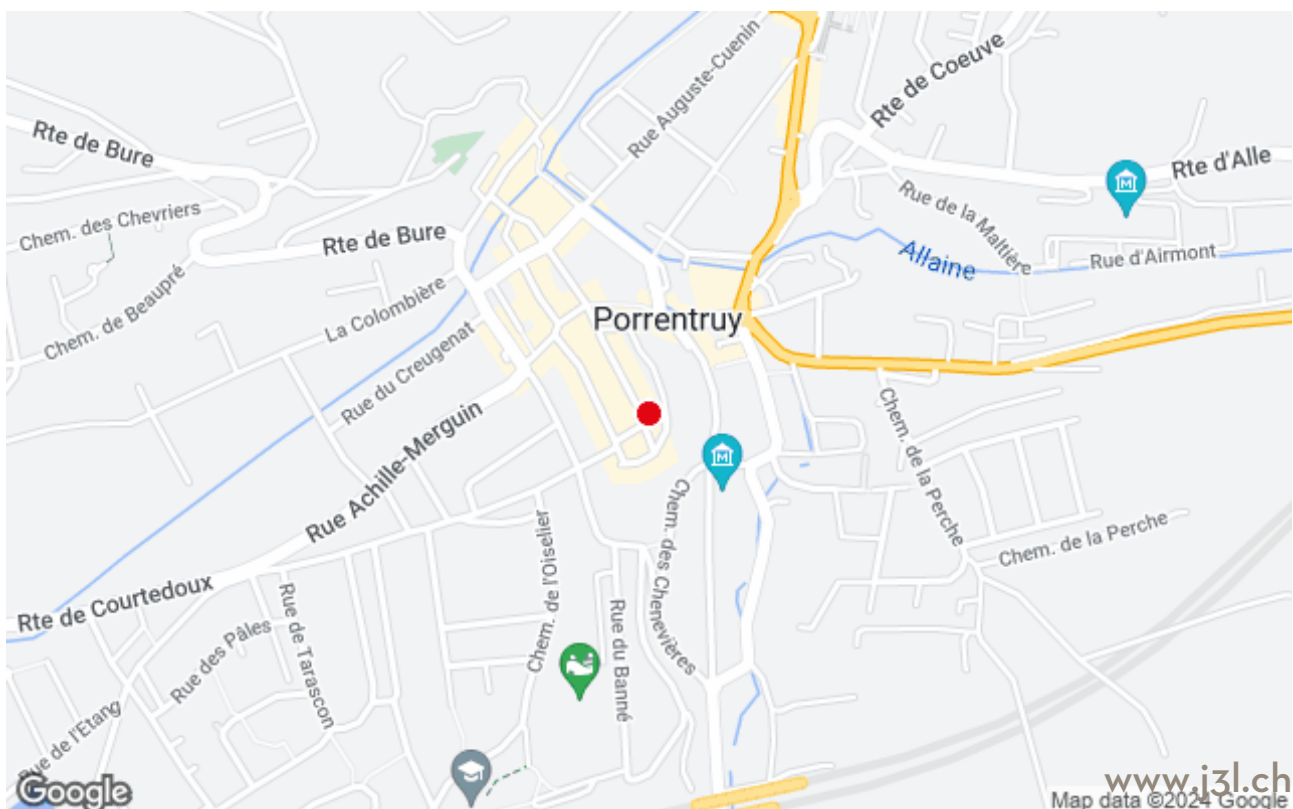 Rue Auguste-Cuenin
Rte de Coeuve
Rte de Bure
Rte d'Alle
M
Rue de la Maltière
Chem. des Chevriers
Rte de Bure
Allaine
Rue d'Airmont
Chem. de Beaupré
La Colombière
Porrentruy
Rue du Creugenat
Rue Achille-Merguin
Chem. de la Perche
M
Chem. des Chenevières
Chem. de l'Oiselier
Chem. de la Perche
Rte de Courtedoux
Rue de Tarascon
Rue des Pâles
Rue du Banné
Rue de l'Etang
Google
www.j3l.ch
Map data ©2024 Google